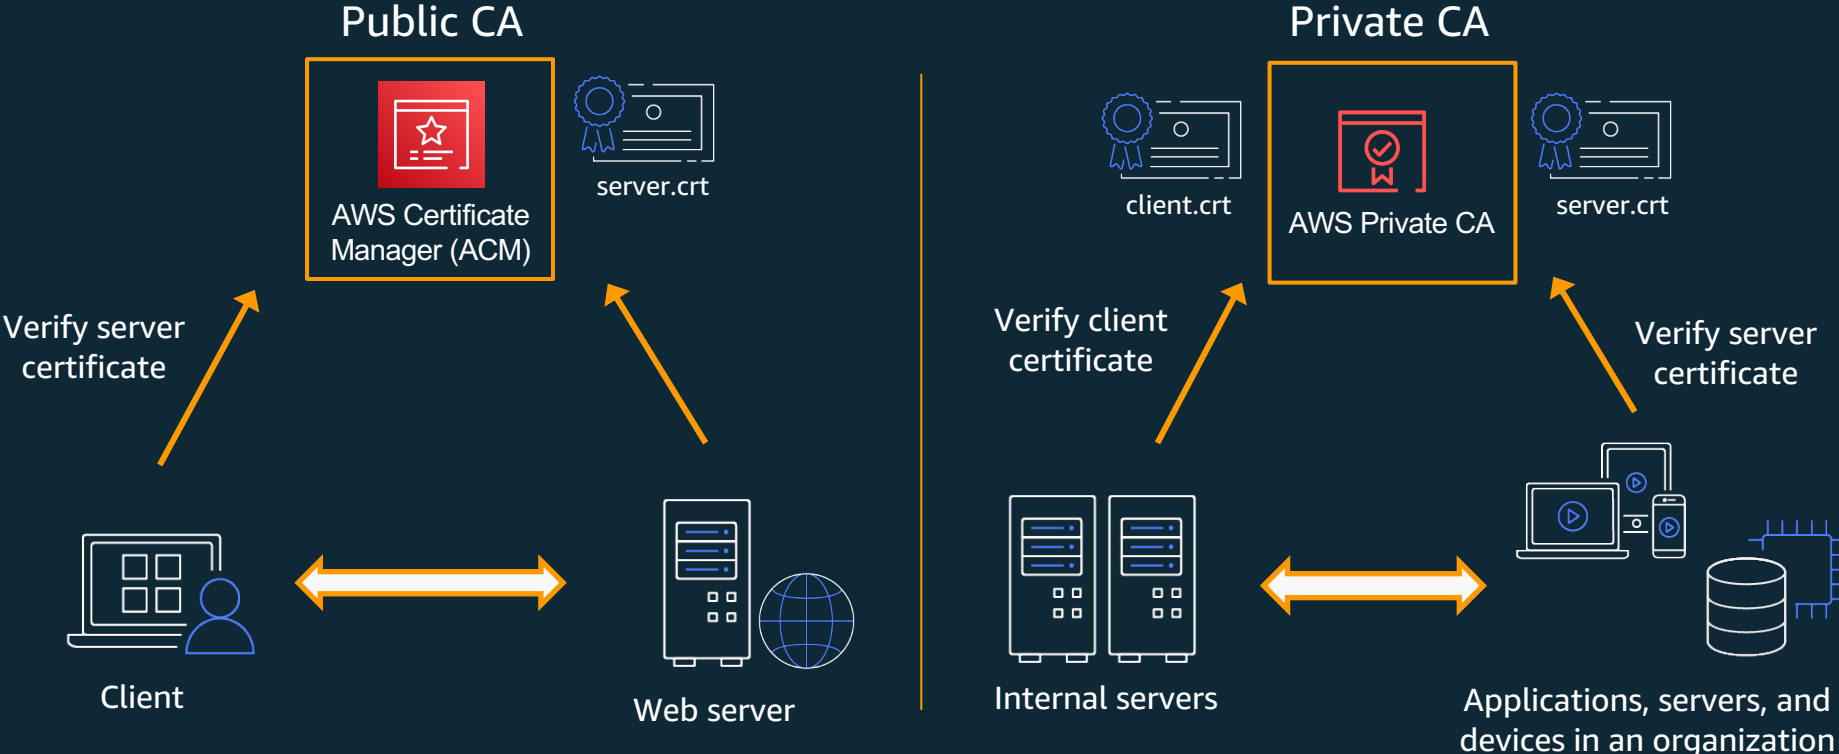 Public CA
AWS Certificate
Manager (ACM)
server.crt
Verify server
certificate
Client
Web server
Private CA
client.crt
AWS Private CA
server.crt
Verify client
certificate
Verify server
certificate
Internal servers
Applications, servers, and
devices in an organization